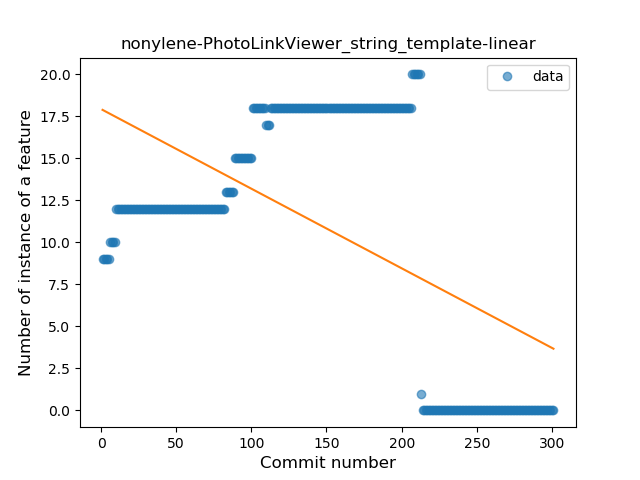 nonylene-PhotoLinkViewer_string_template-linear
data
Number of instance of a feature
20.0
17.5
15.0
12.5
10.0
7.5
5.0
2.5
0.0
0 50 100 150 200 250 300
Commit number